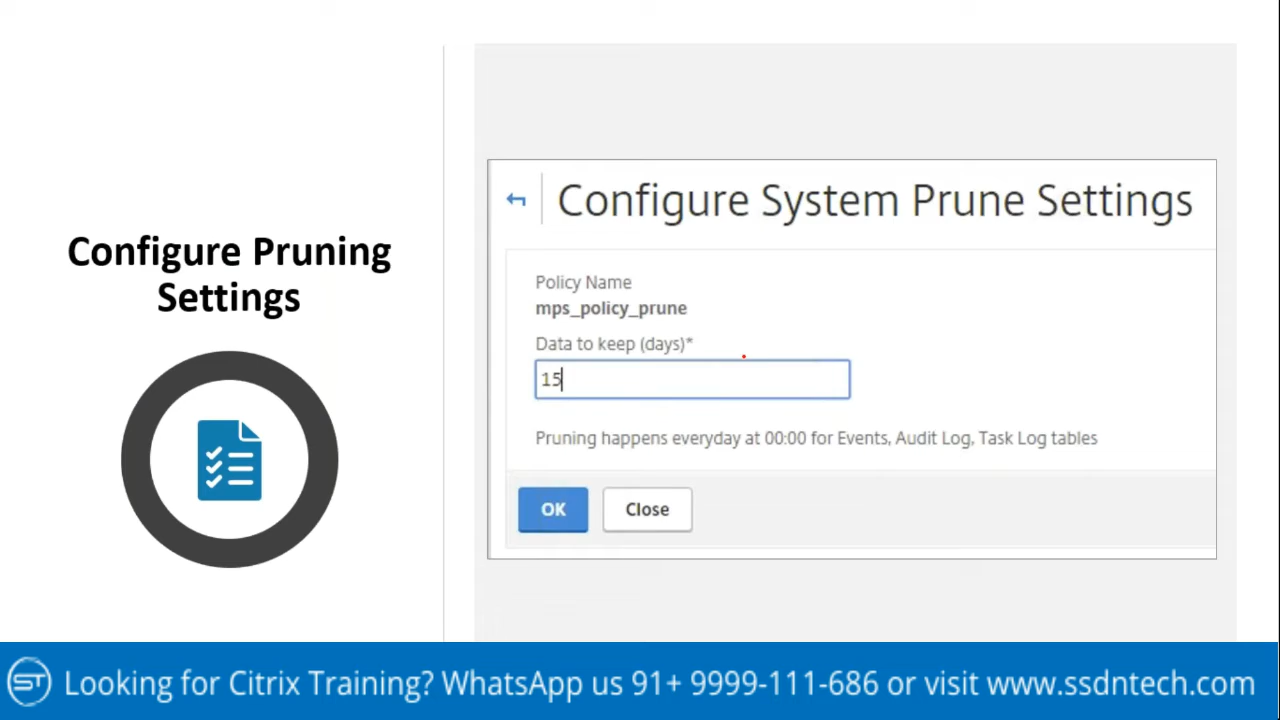 Configure Pruning
Settings
Configure System Prune Settings
Policy Name
mps_policy_prune
Data to keep (days)*
15
Pruning happens everyday at 00:00 for Events, Audit Log, Task Log tables
OK
Close
ST
Looking for Citrix Training? WhatsApp us 91+ 9999-111-686 or visit www.ssdntech.com